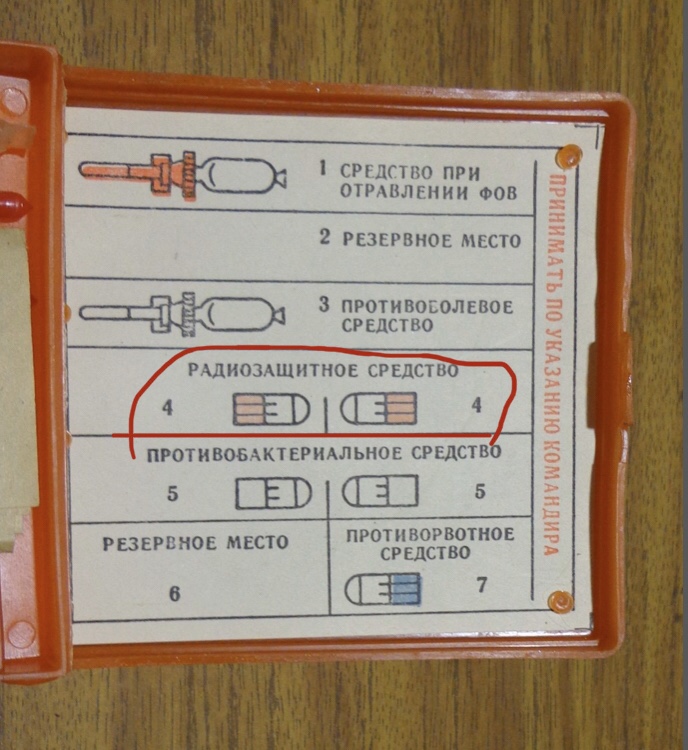 1 СРЕДСТВО ПРИ
ОТРАВЛЕНИИ ФОВ
2 РЕЗЕРВНОЕ МЕСТО
3 ПРОТИВОБОЛЕВОЕ
СРЕДСТВО
РАДИОЗАЩИТНОЕ СРЕДСТВО
4 4
ПРОТИВОБАКТЕРИАЛЬНОЕ СРЕДСТВО
5 5
РЕЗЕРВНОЕ МЕСТО
6
ПРОТИВОРВОТНОЕ
СРЕДСТВО
7
ПРИНИМАТЬ ПО УКАЗАНИЮ КОМАНДИРА